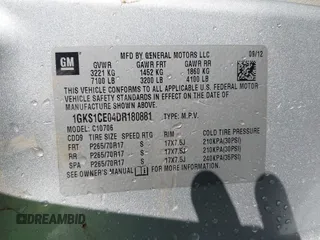 GM
MFD BY GENERAL MOTORS LLC
09/12
GVWR GAWR FRT GAWR RR
3221 KG 1452 KG 1860 KG
7100 LB 3200 LB 4100 LB
THIS VEHICLE CONFORMS TO ALL APPLICABLE U.S. FEDERAL
MOTOR VEHICLE SAFETY STANDARDS IN EFFECT ON THE DATE OF
MANUFACTURE SHOWN ABOVE.
1GKS1CE04DR180881 TYPE: M.P.V.
MODEL: C10706
TIRE SIZE SPEED RTG RIM COLD TIRE PRESSURE
FRT P265/70R17 S 17X7.5J 210KPA(30PSI)
RR P265/70R17 S 17X7.5J 210KPA(30PSI)
SPA P265/70R17 S 17X7.5J 240KPA(35PSI)
SEE OWNER'S MANUAL FOR MORE INFORMATION.
DREAMBID